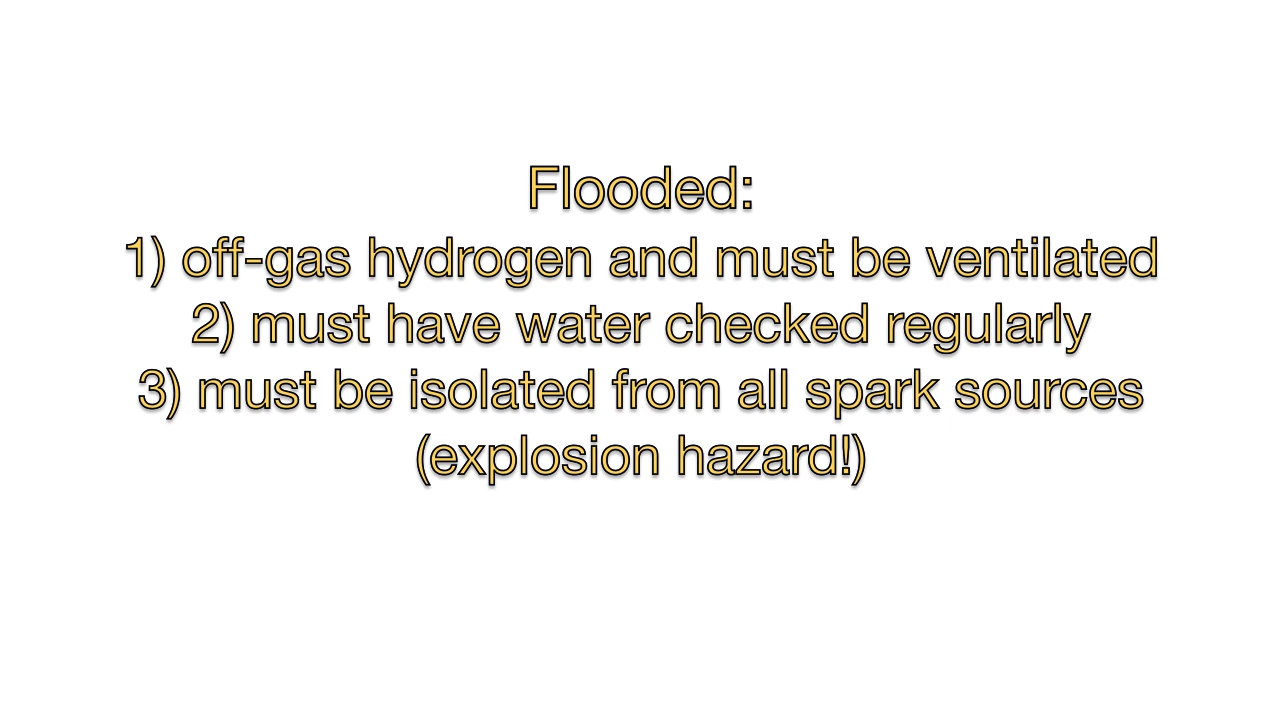 Flooded:
1) off-gas hydrogen and must be ventilated
2) must have water checked regularly
3) must be isolated from all spark sources
(explosion hazard!)